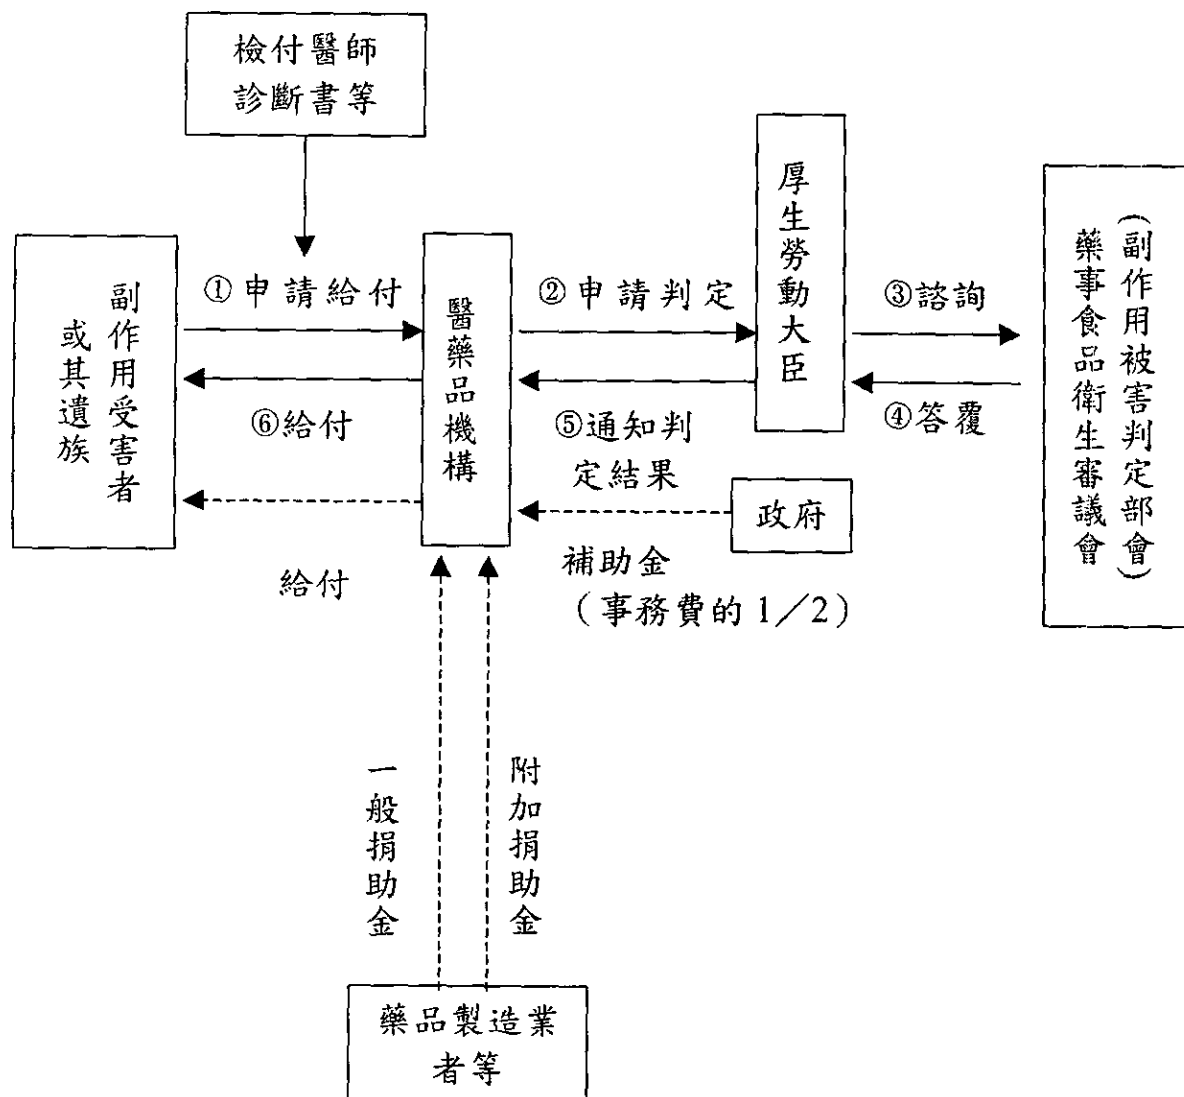 檢付醫師
診斷書等
副作用受害者
或其遺族
①申請給付
⑥給付
給付
醫藥品機構
②申請判定
⑤通知判
定結果
補助金
（事務費的 1／2）
厚生勞動大臣
政府
③諮詢
④答覆
(副作用被害判定部會)
藥事食品衛生審議會
一般捐助金
附加捐助金
藥品製造業
者等